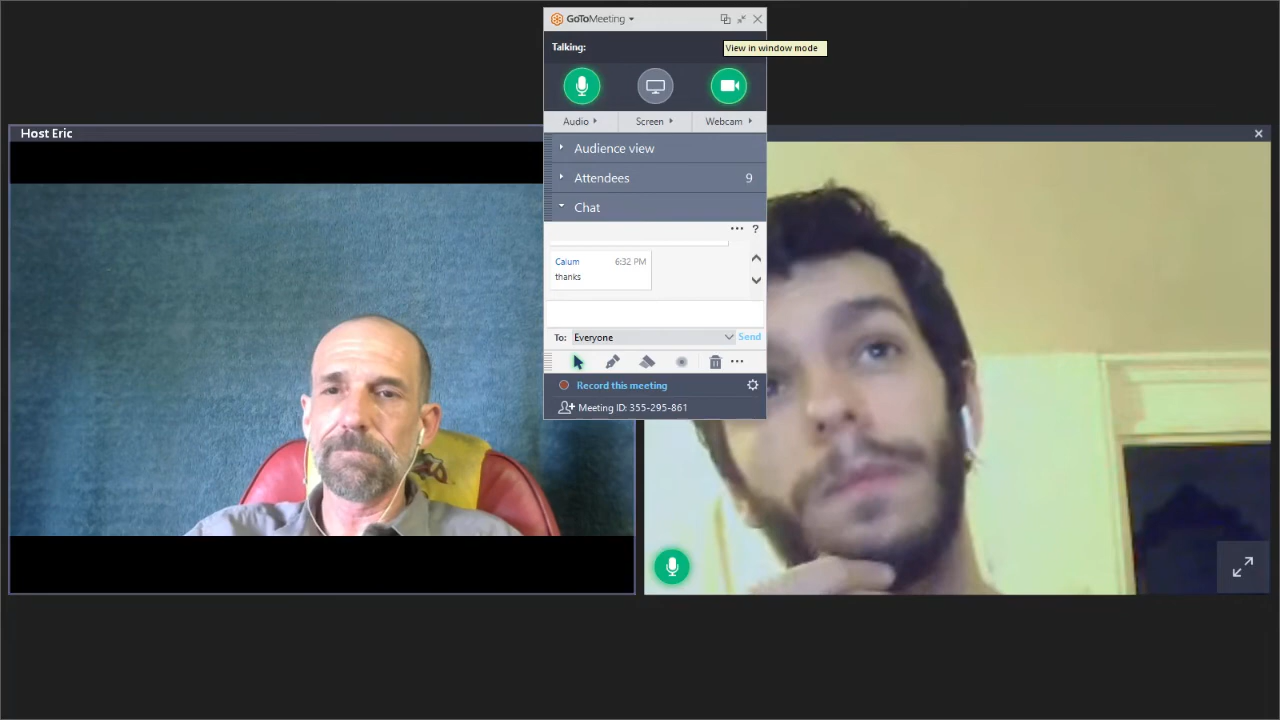 GoToMeeting
View in window mode
Talking:
Audio
Screen
Webcam
Host Eric
Audience view
Attendees 9
Chat
?
Calum 6:32 PM
thanks
To: Everyone Send
Record this meeting
Meeting ID: 355-295-861